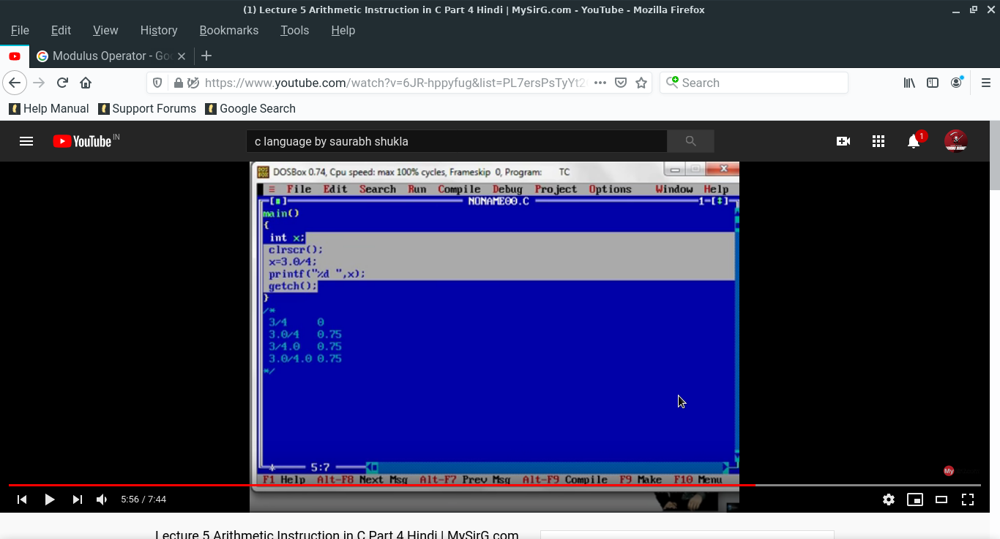 (1) Lecture 5 Arithmetic Instruction in C Part 4 Hindi | MySirG.com - YouTube - Mozilla Firefox
File Edit View History Bookmarks Tools Help
Modulus Operator - Goo
https://www.youtube.com/watch?v=6JR-hppyfug&list=PL7ersPsTyYt2
Search
Help Manual Support Forums Google Search
YouTube IN
c language by saurabh shukla
1
DOSBox 0.74, Cpu speed: max 100% cycles, Frameskip 0, Program: TC
File Edit Search Run Compile Debug Project Options Window Help
NONAME00.C 1
main()
{
int x;
clrscr();
x=3.0/4;
printf("%d ",x);
getch();
}
/*
3/4 0
3.0/4 0.75
3/4.0 0.75
3.0/4.0 0.75
*/
5:7
F1 Help Alt-F8 Next Msg Alt-F7 Prev Msg Alt-F9 Compile F9 Make F10 Menu
My
5:56 / 7:44
Lecture 5 Arithmetic Instruction in C Part 4 Hindi | MySirG.com